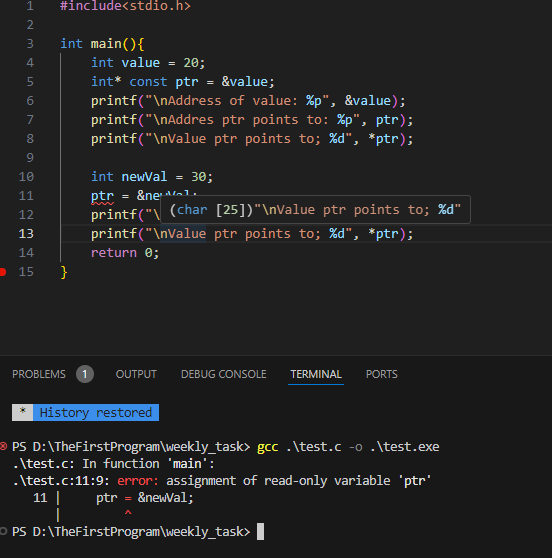 1 #include<stdio.h>
2
3 int main(){
4 int value = 20;
5 int* const ptr = &value;
6 printf("\nAddress of value: %p", &value);
7 printf("\nAddres ptr points to: %p", ptr);
8 printf("\nValue ptr points to; %d", *ptr);
9
10 int newVal = 30;
11 ptr = &newVal;
12 printf("\
(char [25])"\nValue ptr points to; %d"
13 printf("\nValue ptr points to; %d", *ptr);
14 return 0;
15 }
PROBLEMS 1 OUTPUT DEBUG CONSOLE TERMINAL PORTS
* History restored
PS D:\TheFirstProgram\weekly_task> gcc .\test.c -o .\test.exe
.\test.c: In function 'main':
.\test.c:11:9: error: assignment of read-only variable 'ptr'
11 | ptr = &newVal;
| ^
PS D:\TheFirstProgram\weekly_task>